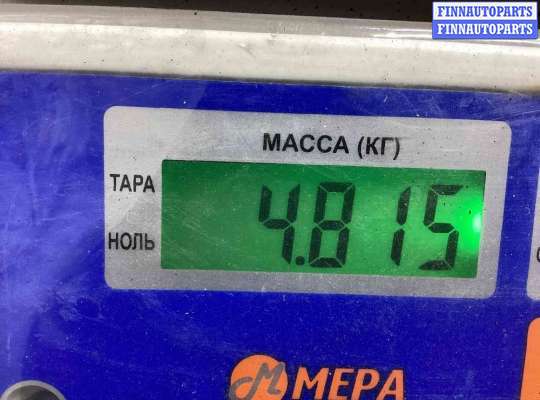 FINNAUTOPARTS
FINNAUTOPARTS
МАССА (КГ)
ТАРА
4.815
НОЛЬ
М МЕРА